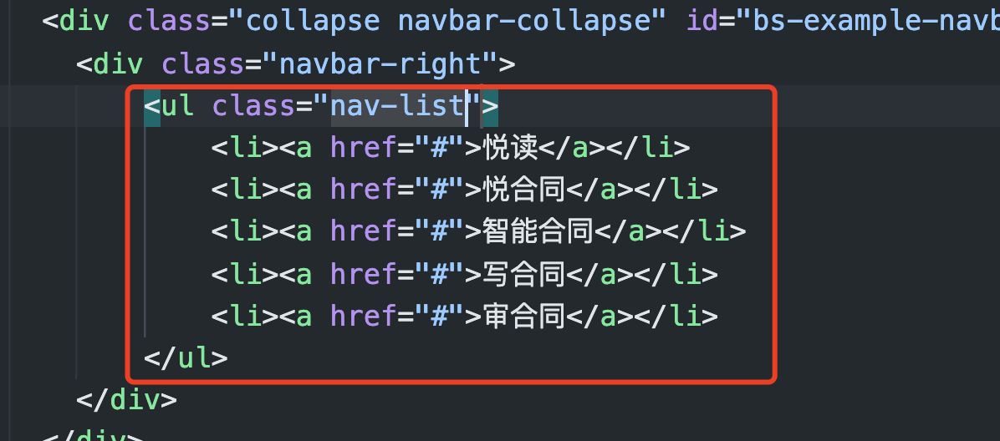 <div class="collapse navbar-collapse" id="bs-example-navb
<div class="navbar-right">
<ul class="nav-list">
<li><a href="#">悦读</a></li>
<li><a href="#">悦合同</a></li>
<li><a href="#">智能合同</a></li>
<li><a href="#">写合同</a></li>
<li><a href="#">审合同</a></li>
</ul>
</div>
</div>